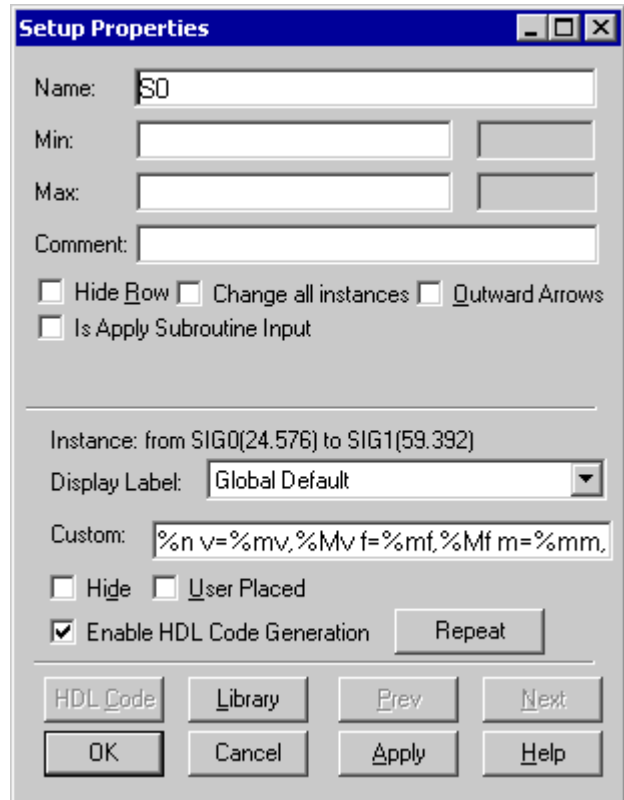 Setup Properties
Name: S0
Min:
Max:
Comment:
Hide Row Change all instances Outward Arrows
Is Apply Subroutine Input
Instance: from SIG0(24.576) to SIG1(59.392)
Display Label: Global Default
Custom: %n v=%mv,%Mv f=%mf,%Mf m=%mm,
Hide User Placed
Enable HDL Code Generation Repeat
HDL Code Library Prev Next
OK Cancel Apply Help